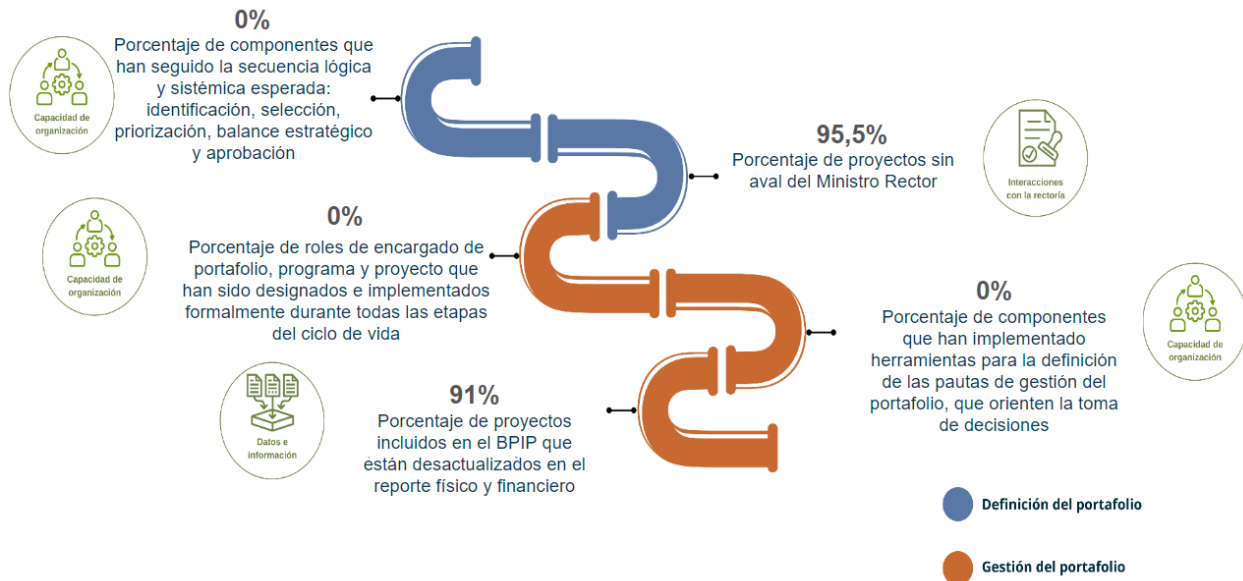 0%
Porcentaje de componentes que
han seguido la secuencia lógica
y sistémica esperada:
identificación, selección,
priorización, balance estratégico
y aprobación
Capacidad de
organización
95,5%
Porcentaje de proyectos sin
aval del Ministro Rector
Interacciones
con la rectoría
0%
Porcentaje de roles de encargado de
portafolio, programa y proyecto que
han sido designados e implementados
formalmente durante todas las etapas
del ciclo de vida
Capacidad de
organización
0%
Porcentaje de componentes
que han implementado
herramientas para la definición
de las pautas de gestión del
portafolio, que orienten la toma
de decisiones
Capacidad de
organización
91%
Porcentaje de proyectos
incluidos en el BPIP que
están desactualizados en el
reporte físico y financiero
Datos e
información
Definición del portafolio
Gestión del portafolio